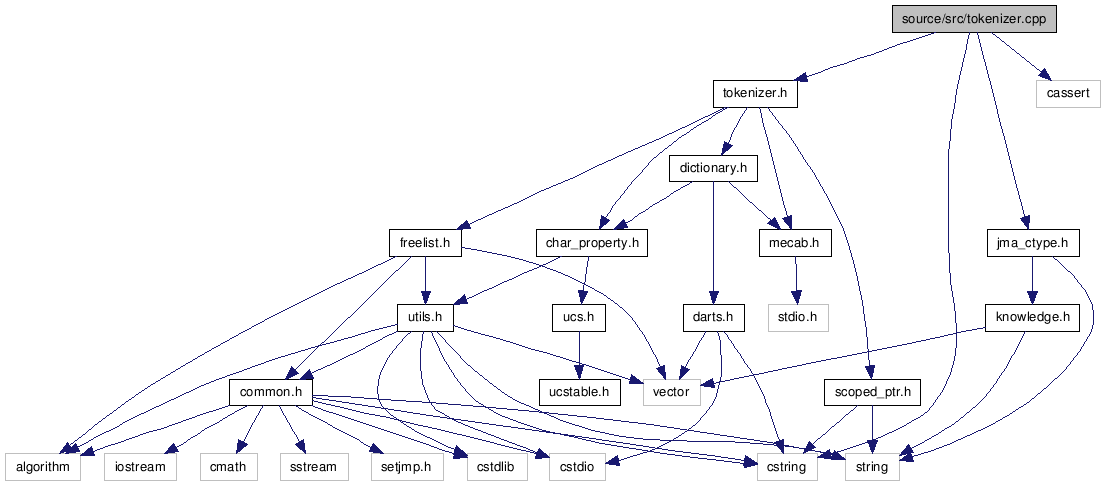 source/src/tokenizer.cpp
tokenizer.h
cassert
dictionary.h
freelist.h
char_property.h
mecab.h
jma_ctype.h
utils.h
ucs.h
darts.h
stdio.h
knowledge.h
common.h
ucstable.h
vector
scoped_ptr.h
algorithm
iostream
cmath
sstream
setjmp.h
cstdlib
cstdio
cstring
string